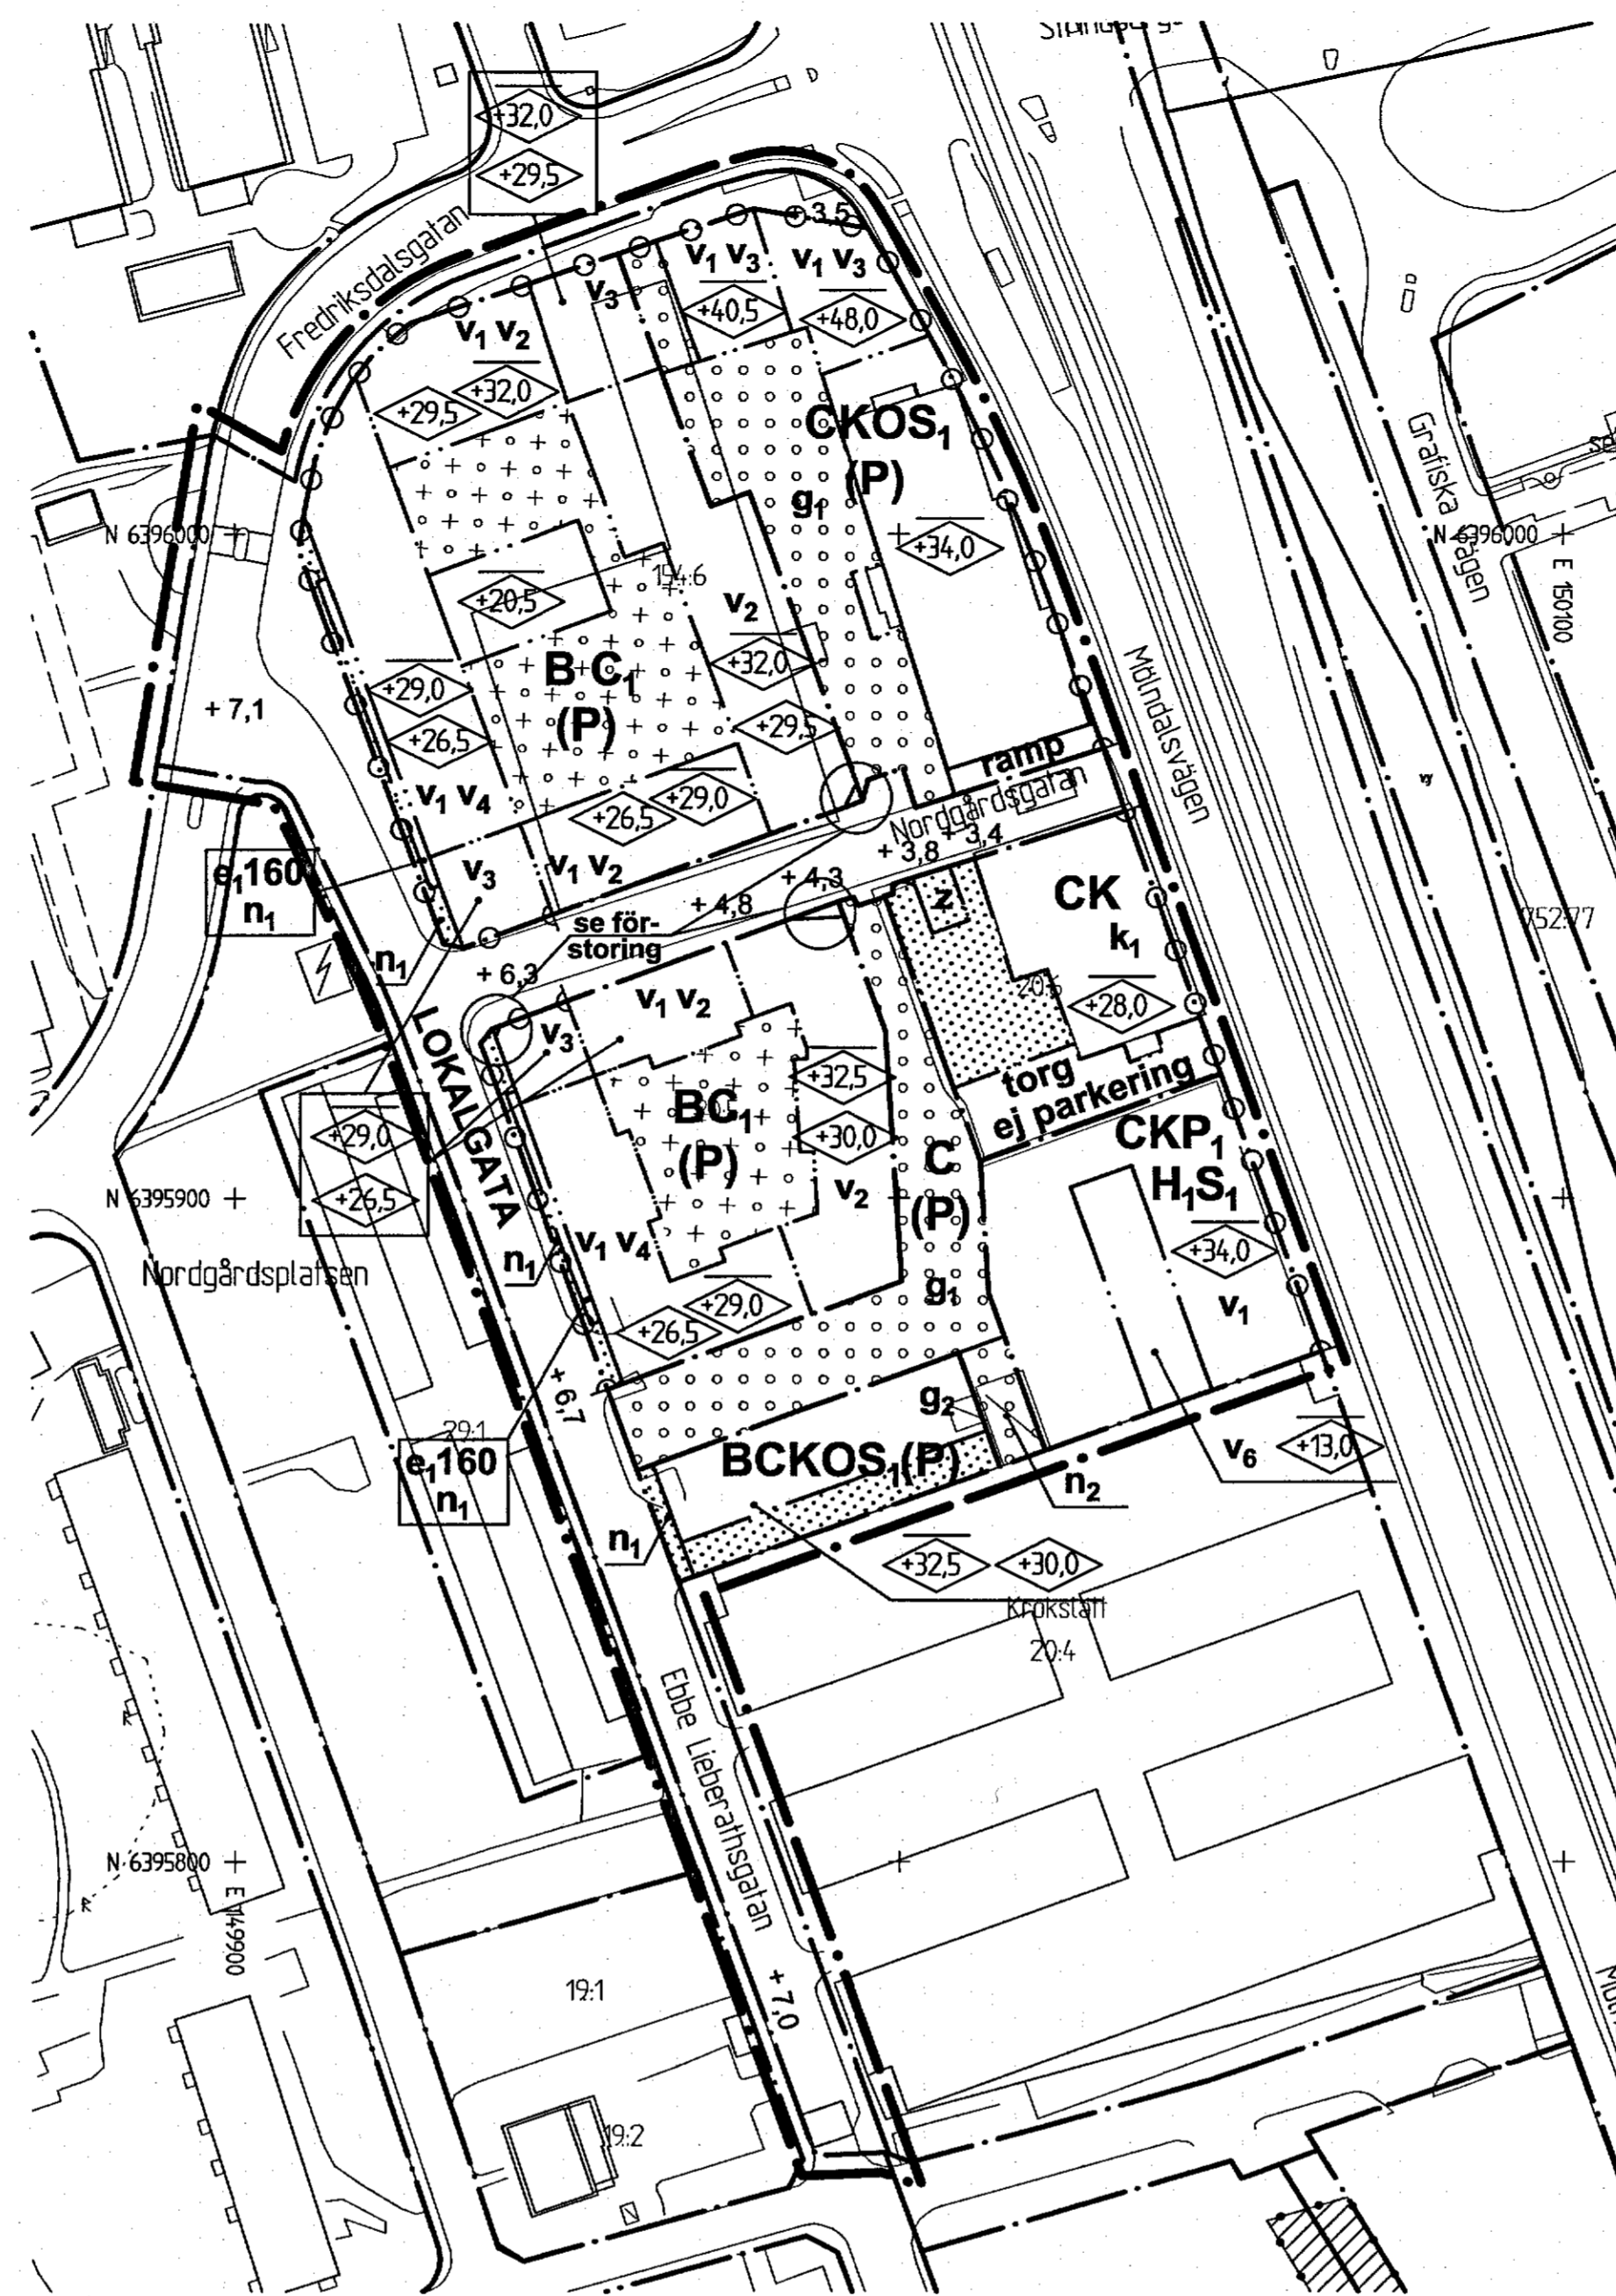 +32,0
+29,5
Fredriksdalsgatan
+ 3,5
v₁ v₃
v₁ v₃
v₃
+40,5
+48,0
v₁ v₂
+32,0
+29,5
CKOS₁
(P)
g₁
+34,0
Grafiska vägen
N 6396000
N 6396000
E 150100
154:6
+20,5
v₂
+32,0
B C₁
(P)
+29,0
+26,5
+29,5
+ 7,1
Mölndalsvägen
ramp
Nordgårdsgatan
v₁ v₄
+29,0
+26,5
+ 3,4
+ 3,8
+ 4,3
+ 4,8
v₃
v₁ v₂
e₁160
n₁
z
CK
k₁
752:77
se för-
storing
n₁
+ 6,3
+28,0
v₁ v₂
v₃
LOKALGATA
+32,5
+30,0
torg
ej parkering
BC₁
(P)
CKP₁
H₁S₁
+29,0
+26,5
C
(P)
v₂
N 6395900
+34,0
v₁
v₁ v₄
n₁
Nordgårdsplatsen
g₁
+29,0
+26,5
+ 6,7
g₂
29:1
e₁160
n₁
BCKOS₁(P)
v₆
+13,0
n₂
n₁
+32,5
+30,0
Krokslätt
20:4
Ebbe Lieberathsgatan
N 6395800
E 149900
19:1
+ 7,0
19:2